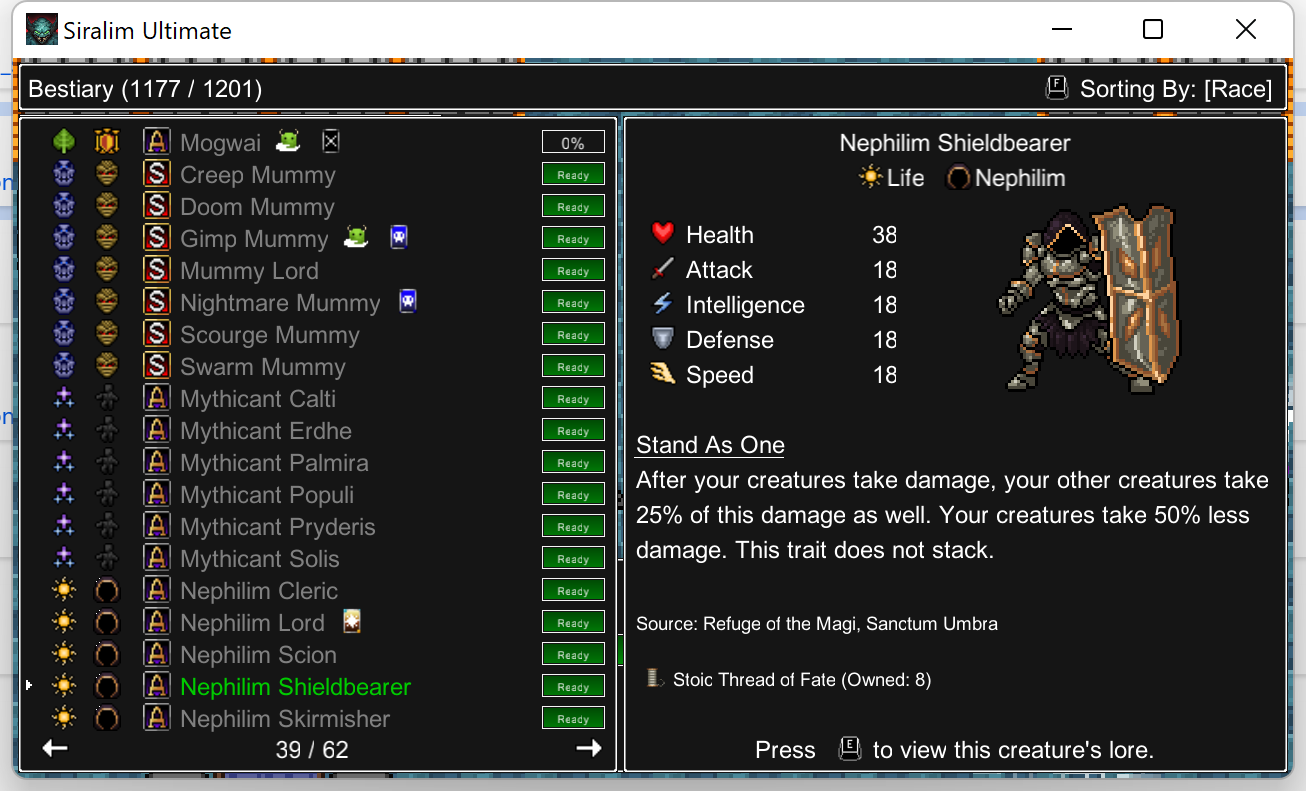 Siralim Ultimate
Bestiary (1177 / 1201)
F Sorting By: [Race]
A Mogwai 0%
S Creep Mummy Ready
S Doom Mummy Ready
S Gimp Mummy Ready
S Mummy Lord Ready
S Nightmare Mummy Ready
S Scourge Mummy Ready
S Swarm Mummy Ready
A Mythicant Calti Ready
A Mythicant Erdhe Ready
A Mythicant Palmira Ready
A Mythicant Populi Ready
A Mythicant Pryderis Ready
A Mythicant Solis Ready
A Nephilim Cleric Ready
A Nephilim Lord Ready
A Nephilim Scion Ready
A Nephilim Shieldbearer Ready
A Nephilim Skirmisher Ready
39 / 62
Nephilim Shieldbearer
Life Nephilim
Health 38
Attack 18
Intelligence 18
Defense 18
Speed 18
Stand As One
After your creatures take damage, your other creatures take
25% of this damage as well. Your creatures take 50% less
damage. This trait does not stack.
Source: Refuge of the Magi, Sanctum Umbra
Stoic Thread of Fate (Owned: 8)
Press E to view this creature's lore.